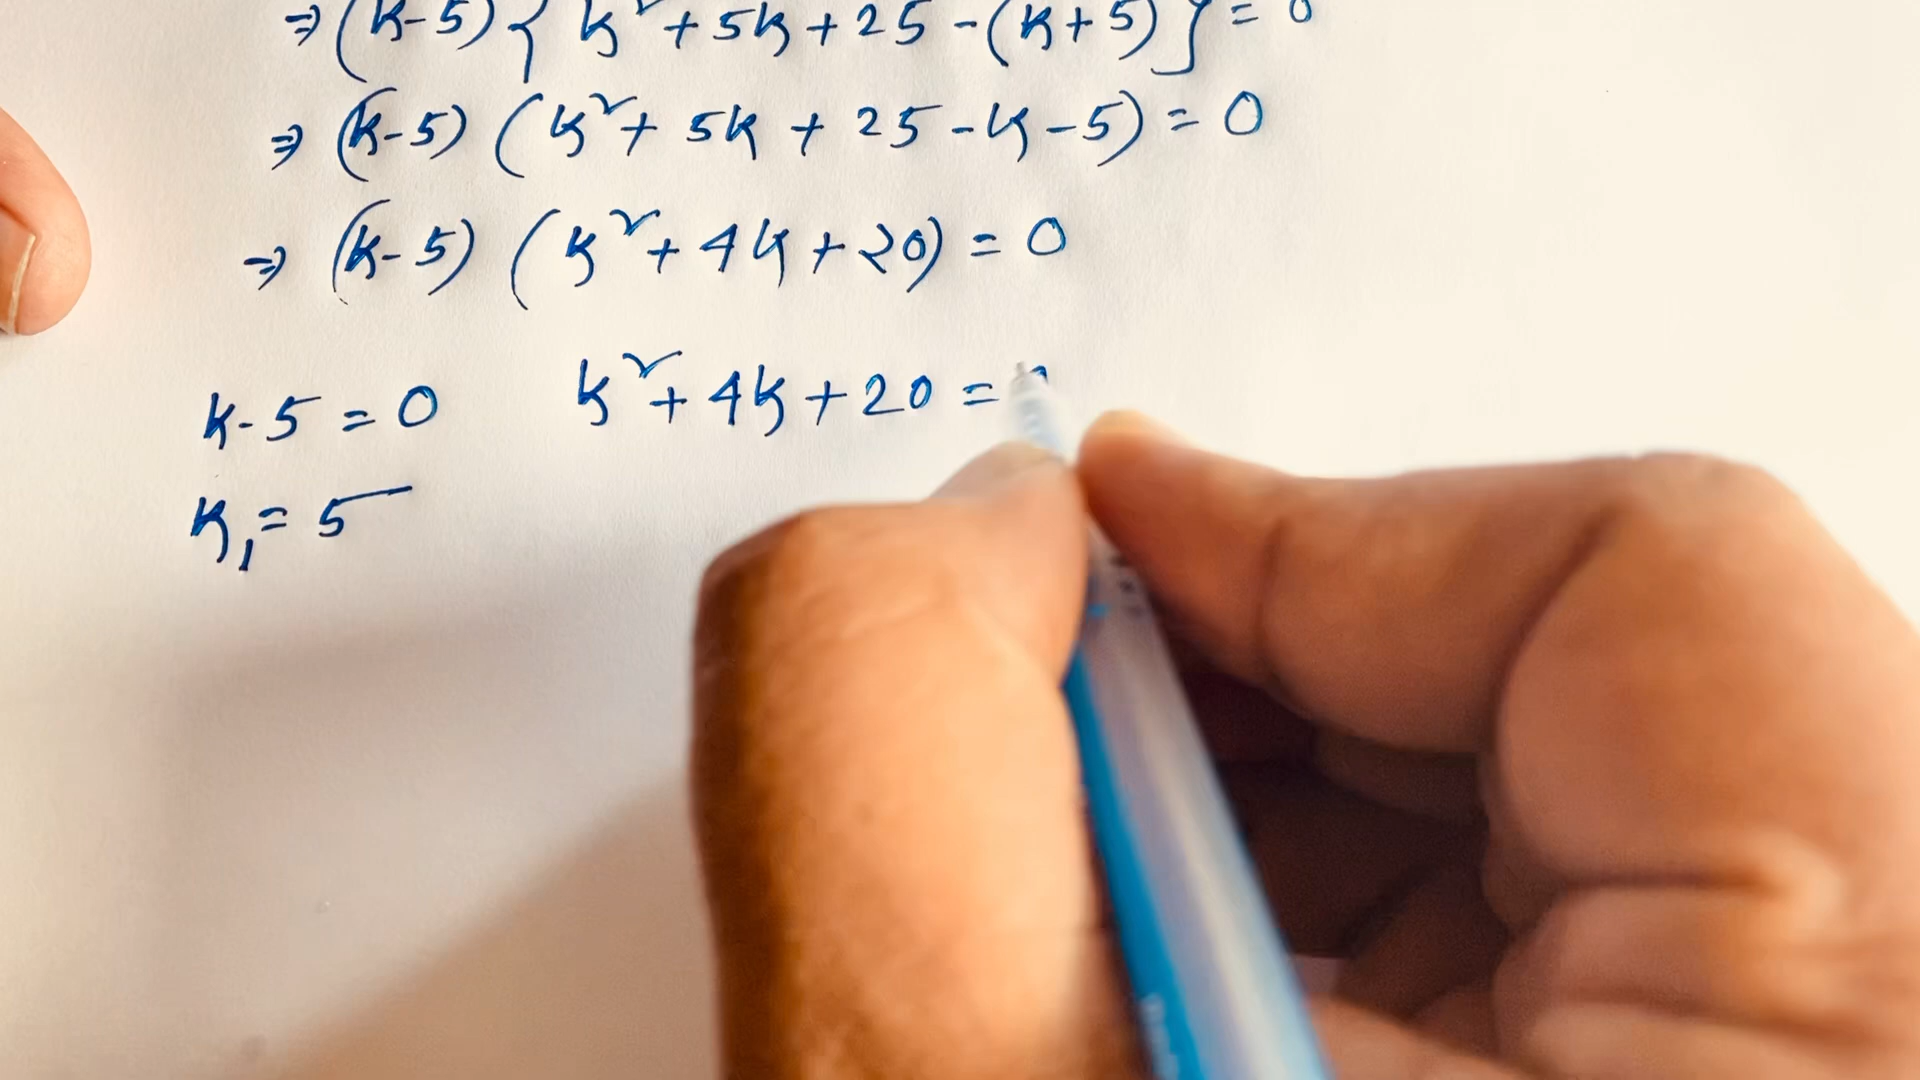 ⇒ (k-5) { k² + 5k + 25 - (k+5) } = 0
⇒ (k-5) (k² + 5k + 25 - k - 5) = 0
⇒ (k-5) (k² + 4k + 20) = 0
k - 5 = 0 k² + 4k + 20 = 0
k₁ = 5